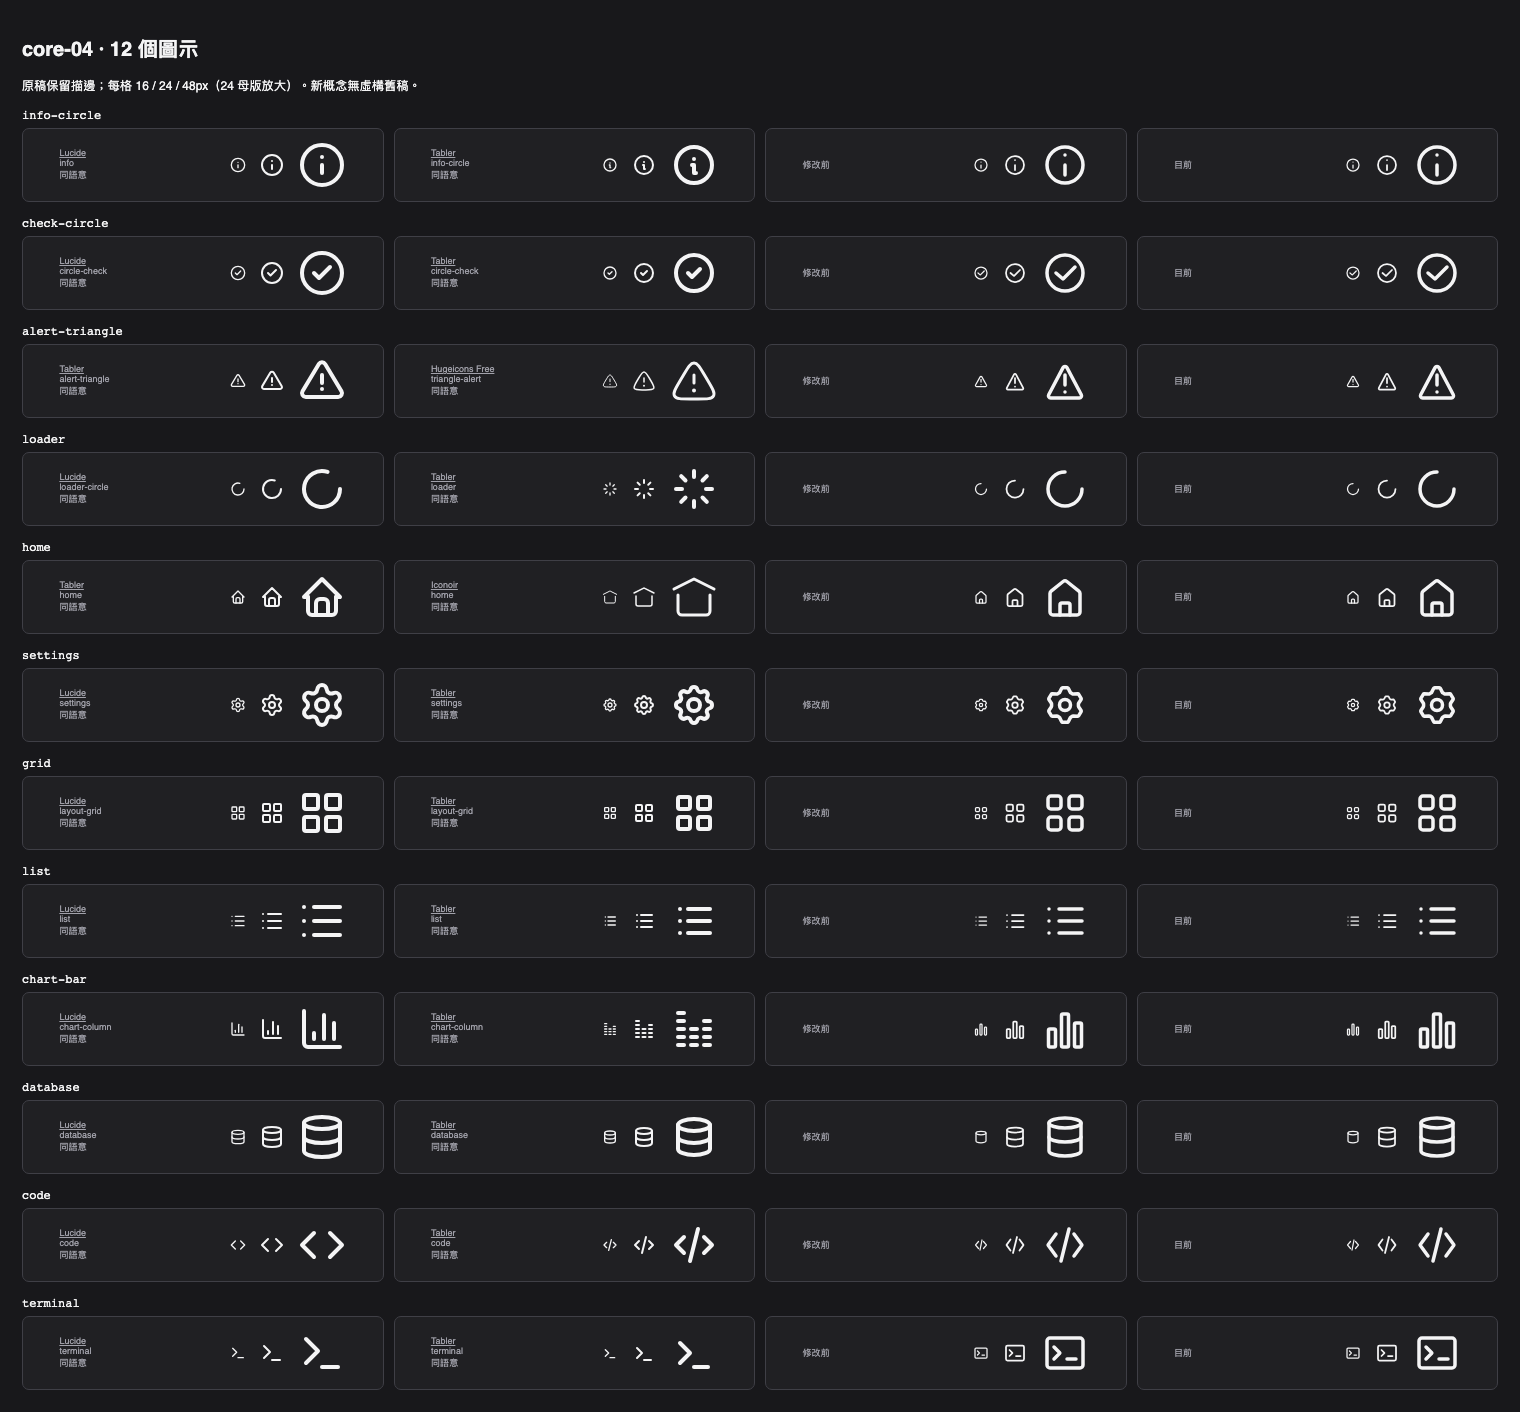 core-04 · 12 個圖示
原稿保留描邊；每格 16 / 24 / 48px（24 母版放大）。新概念無虛構舊稿。
info-circle
Lucide
info
同語意
Tabler
info-circle
同語意
修改前
目前
check-circle
Lucide
circle-check
同語意
Tabler
circle-check
同語意
修改前
目前
alert-triangle
Tabler
alert-triangle
同語意
Hugeicons Free
triangle-alert
同語意
修改前
目前
loader
Lucide
loader-circle
同語意
Tabler
loader
同語意
修改前
目前
home
Tabler
home
同語意
Iconoir
home
同語意
修改前
目前
settings
Lucide
settings
同語意
Tabler
settings
同語意
修改前
目前
grid
Lucide
layout-grid
同語意
Tabler
layout-grid
同語意
修改前
目前
list
Lucide
list
同語意
Tabler
list
同語意
修改前
目前
chart-bar
Lucide
chart-column
同語意
Tabler
chart-column
同語意
修改前
目前
database
Lucide
database
同語意
Tabler
database
同語意
修改前
目前
code
Lucide
code
同語意
Tabler
code
同語意
修改前
目前
terminal
Lucide
terminal
同語意
Tabler
terminal
同語意
修改前
目前